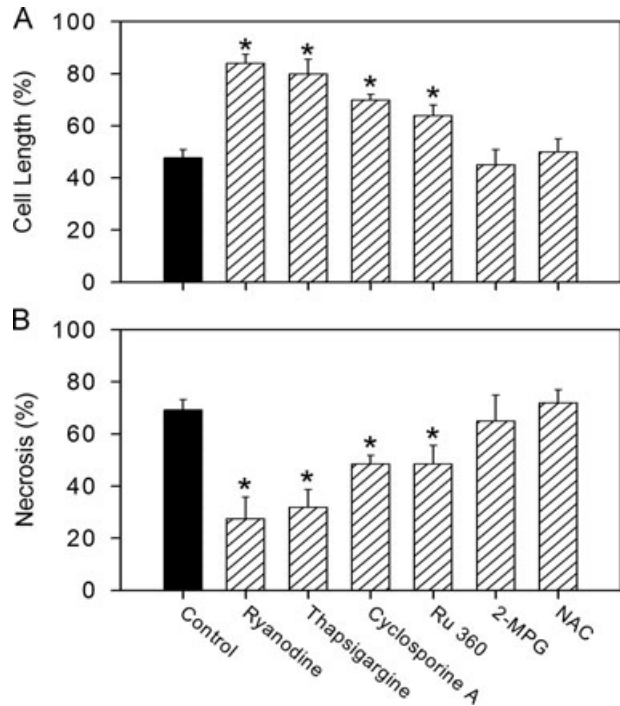 A
Cell Length (%)
100
80
60
40
20
0
* * * *
B
Necrosis (%)
100
80
60
40
20
0
* * * *
Control
Ryanodine
Thapsigargine
Cyclosporine A
Ru 360
2-MPG
NAC